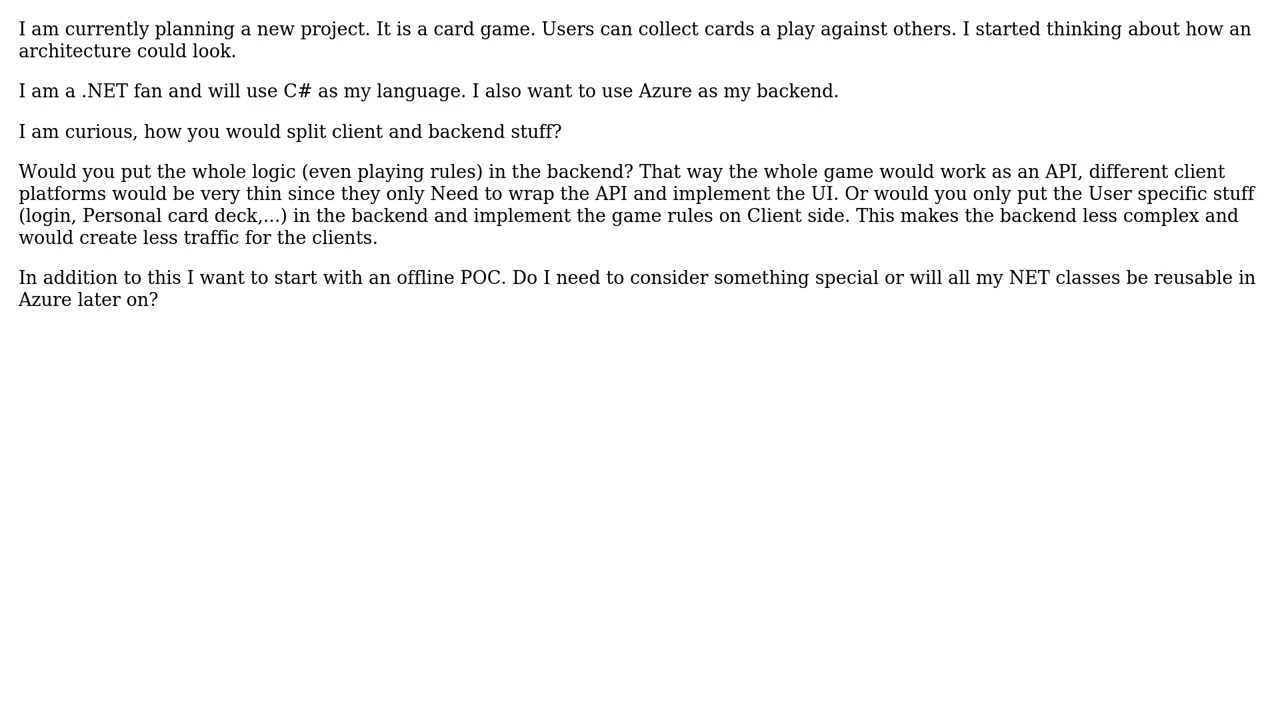 I am currently planning a new project. It is a card game. Users can collect cards a play against others. I started thinking about how an
architecture could look.
I am a .NET fan and will use C# as my language. I also want to use Azure as my backend.
I am curious, how you would split client and backend stuff?
Would you put the whole logic (even playing rules) in the backend? That way the whole game would work as an API, different client
platforms would be very thin since they only Need to wrap the API and implement the UI. Or would you only put the User specific stuff
(login, Personal card deck,...) in the backend and implement the game rules on Client side. This makes the backend less complex and
would create less traffic for the clients.
In addition to this I want to start with an offline POC. Do I need to consider something special or will all my NET classes be reusable in
Azure later on?